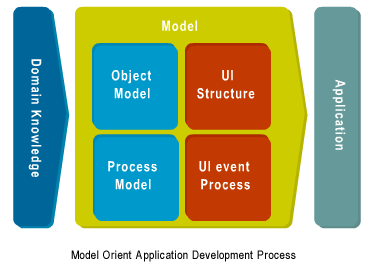 Domain Knowledge
Model
Object
Model
UI
Structure
Process
Model
UI event
Process
Application
Model Orient Application Development Process